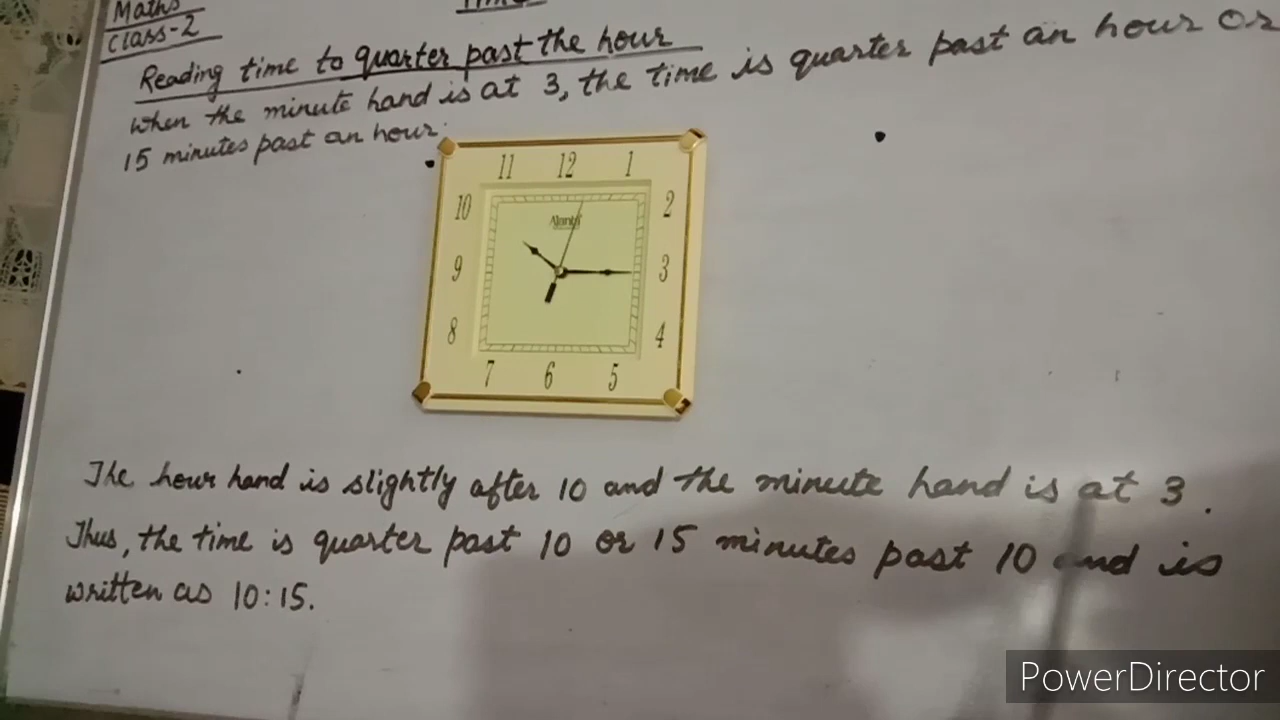 Maths
Class-2
Time
Reading time to quarter past the hour
When the minute hand is at 3, the time is quarter past an hour or
15 minutes past an hour.
11 12 1
10 2
9 3
8 4
7 6 5
The hour hand is slightly after 10 and the minute hand is at 3.
Thus, the time is quarter past 10 or 15 minutes past 10 and is
written as 10:15.
PowerDirector